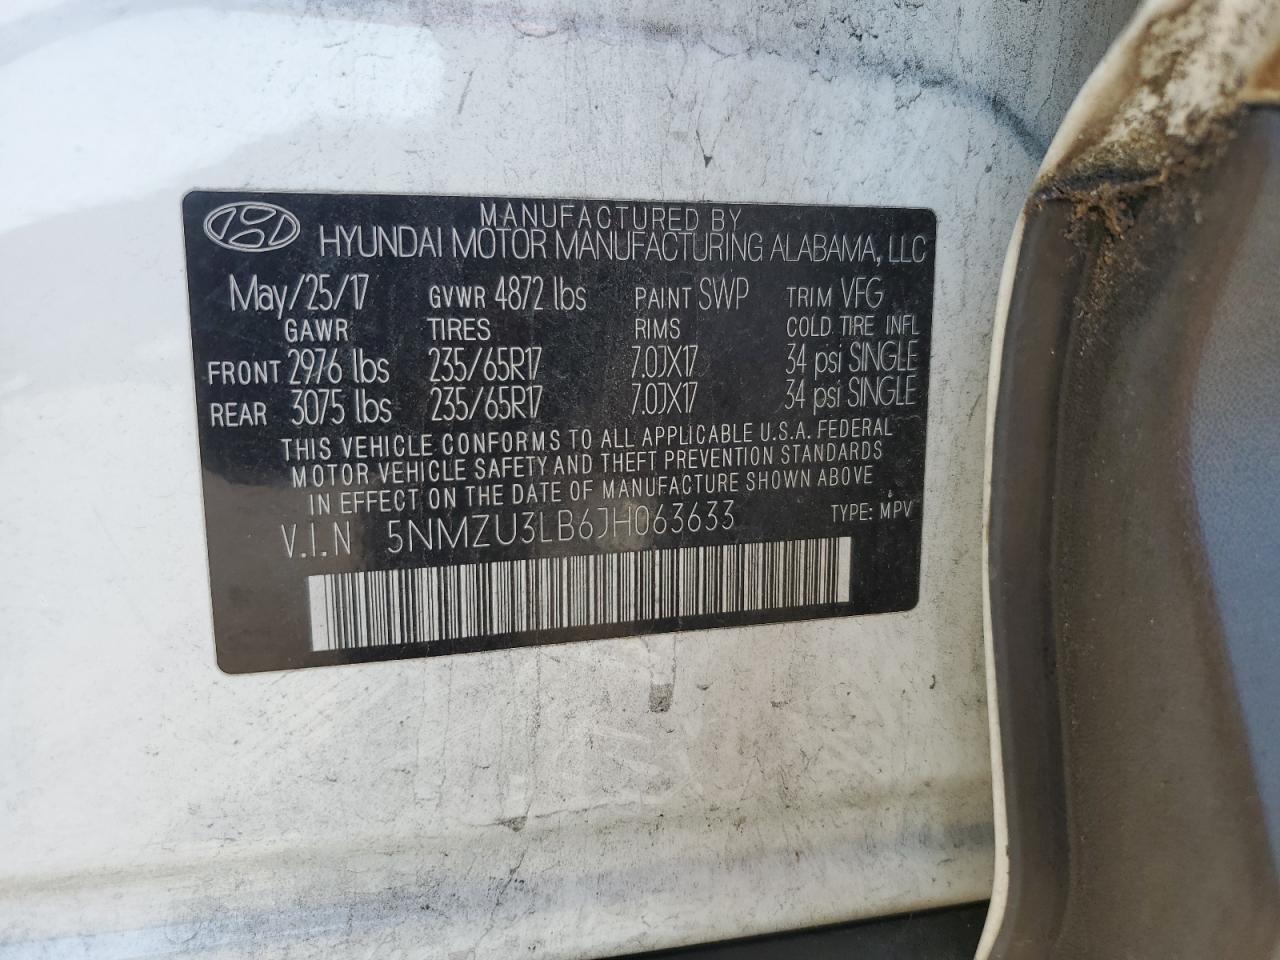 MANUFACTURED BY
HYUNDAI MOTOR MANUFACTURING ALABAMA, LLC
May/25/17 GVWR 4872 lbs PAINT SWP TRIM VFG
GAWR TIRES RIMS COLD TIRE INFL
FRONT 2976 lbs 235/65R17 7.0JX17 34 psi SINGLE
REAR 3075 lbs 235/65R17 7.0JX17 34 psi SINGLE
THIS VEHICLE CONFORMS TO ALL APPLICABLE U.S.A. FEDERAL
MOTOR VEHICLE SAFETY AND THEFT PREVENTION STANDARDS
IN EFFECT ON THE DATE OF MANUFACTURE SHOWN ABOVE
V.I.N 5NMZU3LB6JH063633 TYPE: MPV